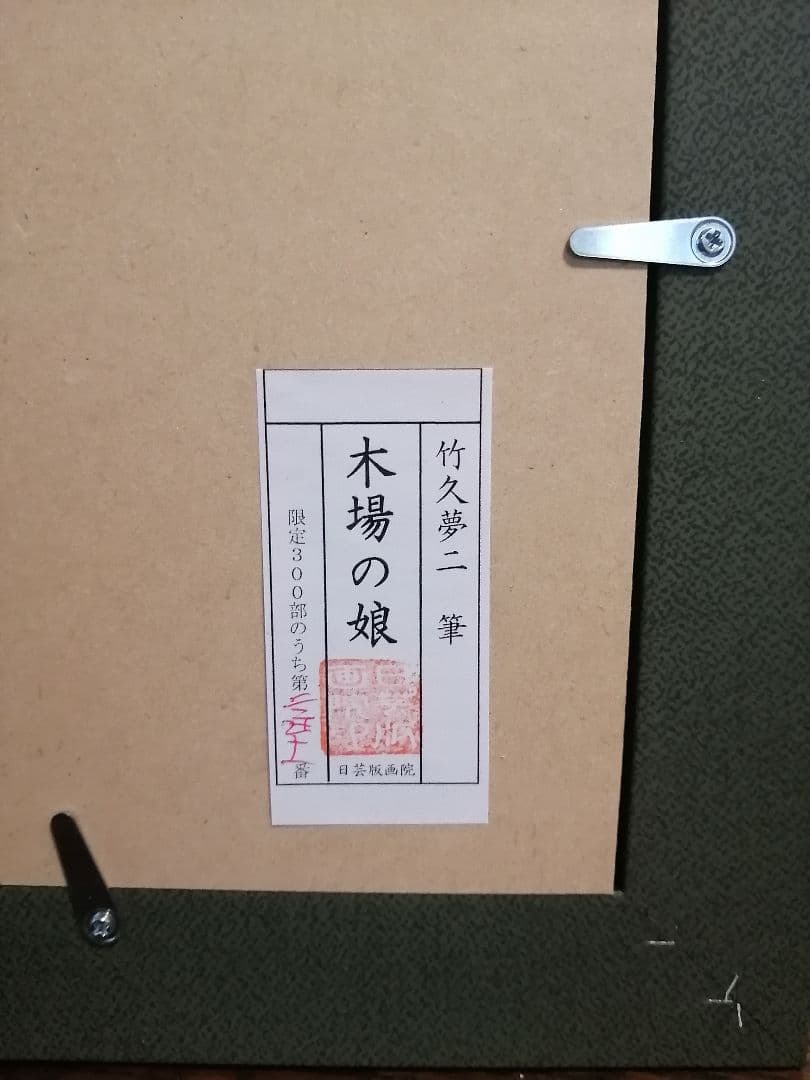 竹久夢二 筆
木場の娘
日芸版画院
限定300部のうち第
番